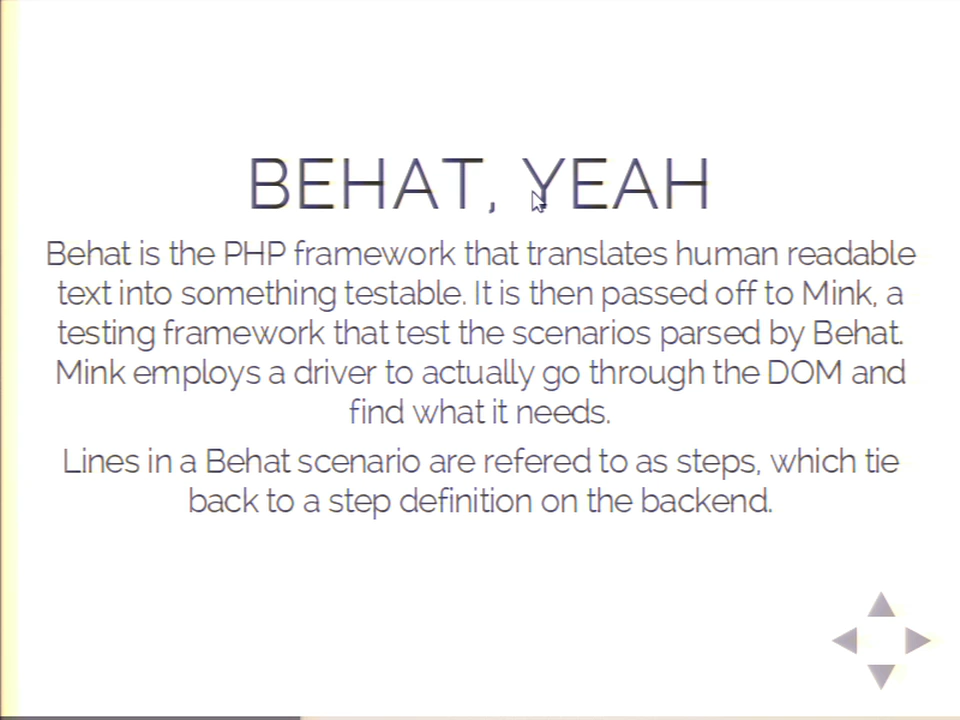 BEHAT, YEAH
Behat is the PHP framework that translates human readable
text into something testable. It is then passed off to Mink, a
testing framework that test the scenarios parsed by Behat.
Mink employs a driver to actually go through the DOM and
find what it needs.
Lines in a Behat scenario are refered to as steps, which tie
back to a step definition on the backend.